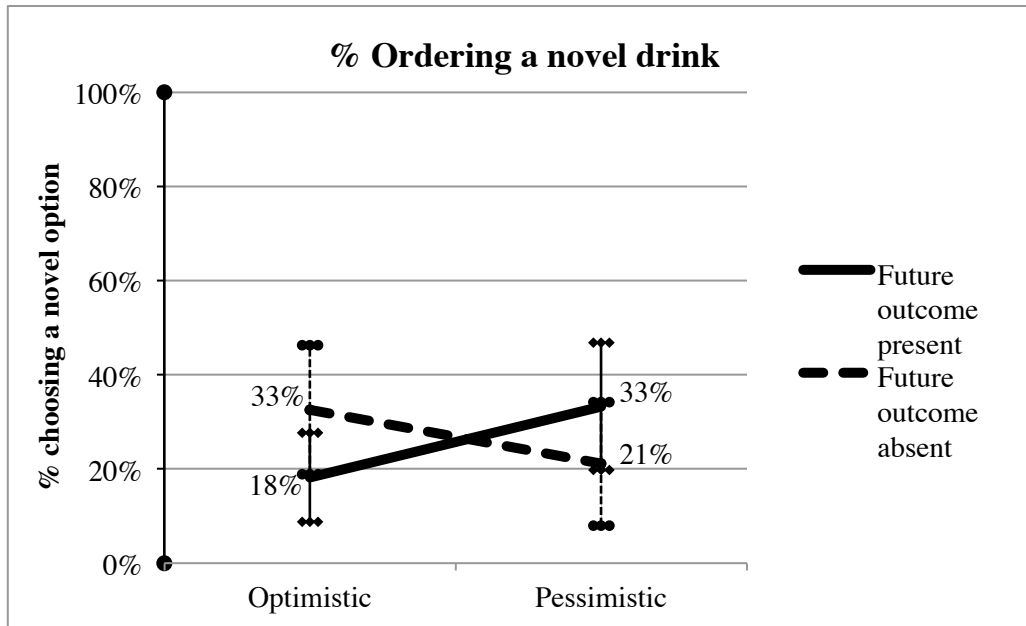 % Ordering a novel drink
% choosing a novel option
100%
80%
60%
40%
20%
0%
33%
18%
33%
21%
Optimistic
Pessimistic
Future
outcome
present
Future
outcome
absent